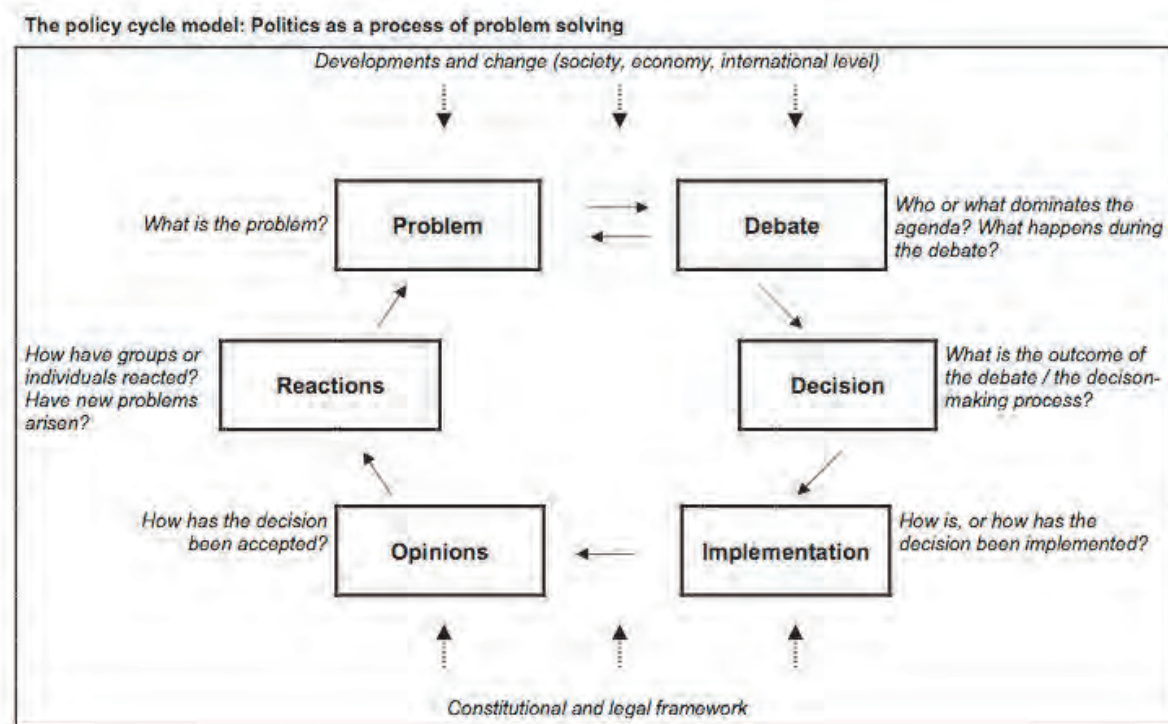 The policy cycle model: Politics as a process of problem solving
Developments and change (society, economy, international level)
What is the problem?
Problem
Debate
Who or what dominates the
agenda? What happens during
the debate?
How have groups or
individuals reacted?
Have new problems
arisen?
Reactions
Decision
What is the outcome of
the debate / the decison-
making process?
How has the decision
been accepted?
Opinions
Implementation
How is, or how has the
decision been implemented?
Constitutional and legal framework